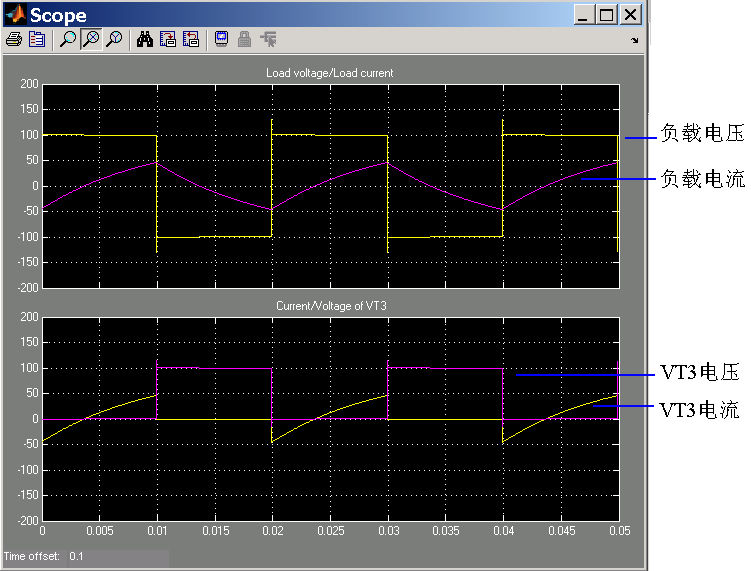 Scope
Load voltage/Load current
200
150
100
50
0
-50
-100
-150
-200
负载电压
负载电流
Current/Voltage of VT3
200
150
100
50
0
-50
-100
-150
-200
VT3电压
VT3电流
0 0.005 0.01 0.015 0.02 0.025 0.03 0.035 0.04 0.045 0.05
Time offset: 0.1